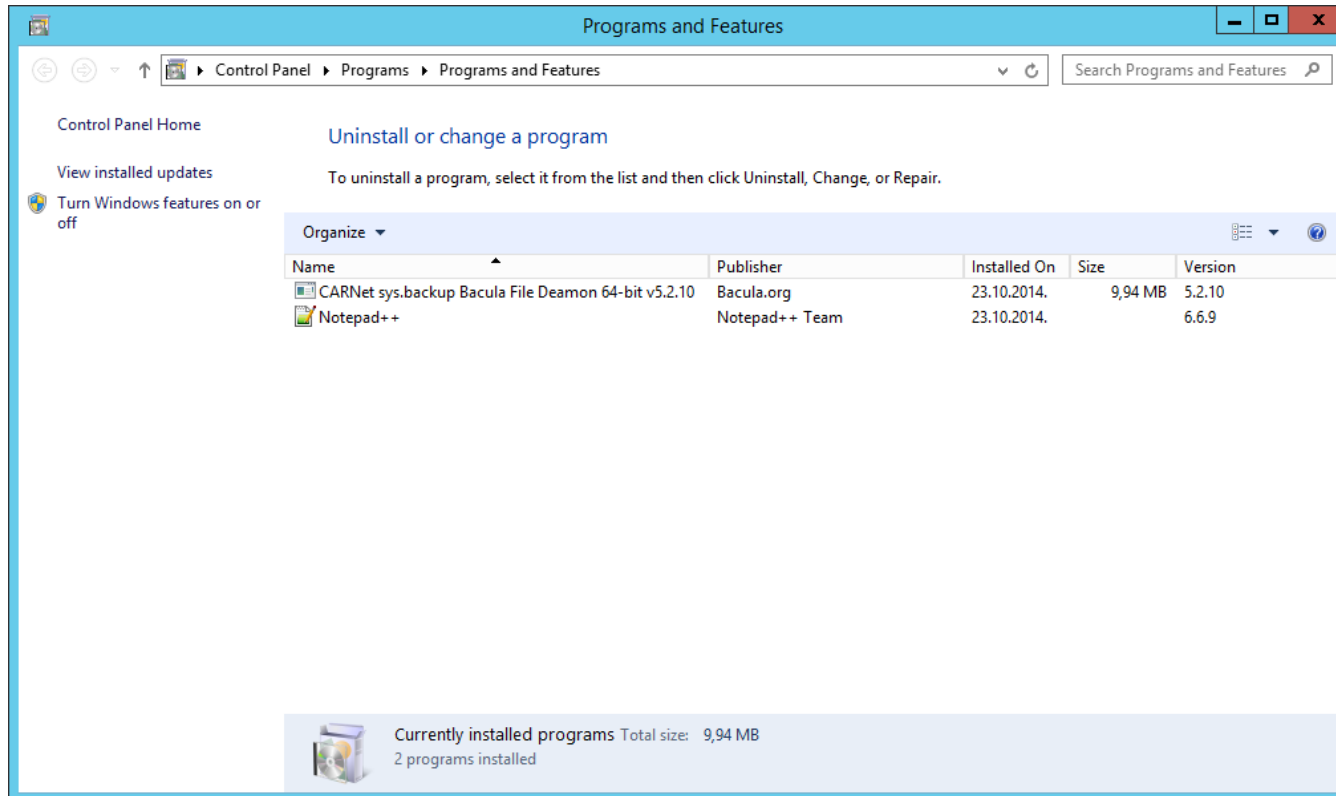 Programs and Features
Control Panel Programs Programs and Features
Search Programs and Features
Control Panel Home
View installed updates
Turn Windows features on or
off
Uninstall or change a program
To uninstall a program, select it from the list and then click Uninstall, Change, or Repair.
Organize
Name Publisher Installed On Size Version
CARNet sys.backup Bacula File Deamon 64-bit v5.2.10 Bacula.org 23.10.2014. 9,94 MB 5.2.10
Notepad++ Notepad++ Team 23.10.2014. 6.6.9
Currently installed programs Total size: 9,94 MB
2 programs installed